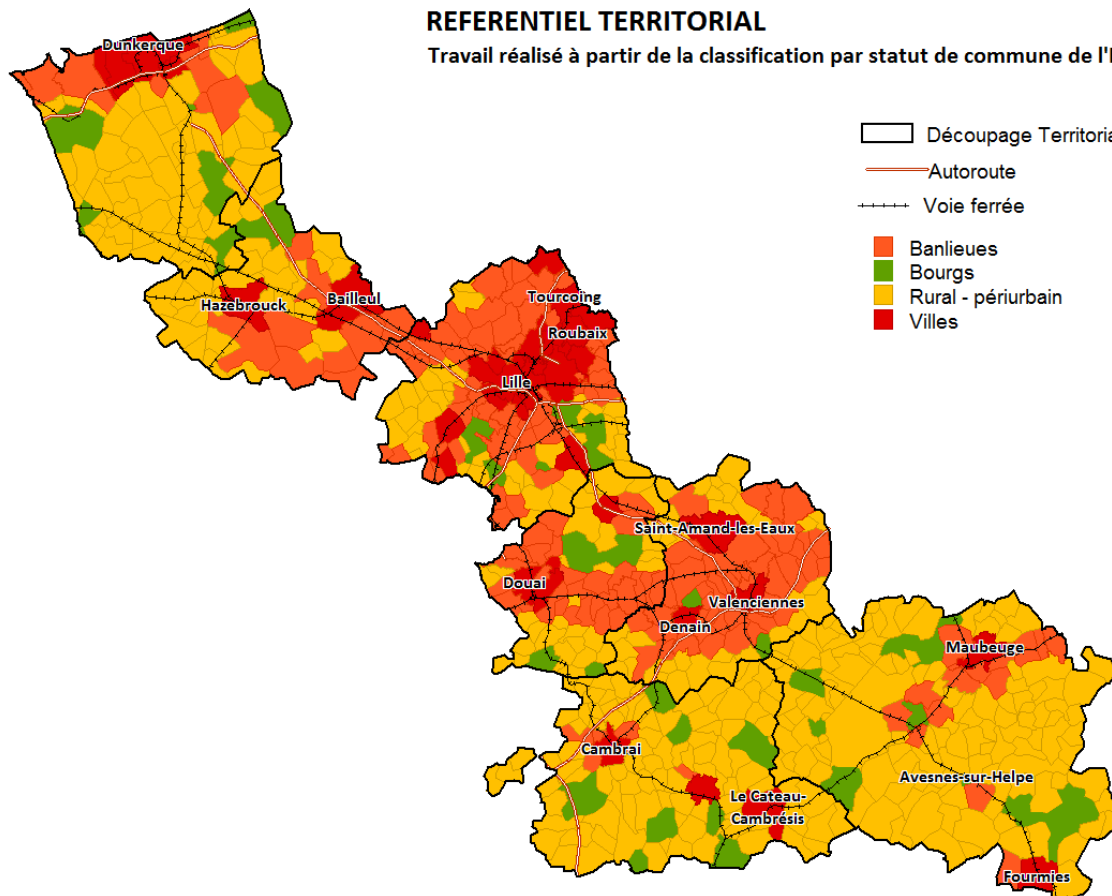 REFERENTIEL TERRITORIAL
Travail réalisé à partir de la classification par statut de commune de l'I
Découpage Territoria
Autoroute
Voie ferrée
Banlieues
Bourgs
Rural - périurbain
Villes
Dunkerque
Hazebrouck
Bailleul
Tourcoing
Roubaix
Lille
Saint-Amand-les-Eaux
Douai
Valenciennes
Denain
Maubeuge
Cambrai
Avesnes-sur-Helpe
Le Cateau-
Cambrésis
Fourmies